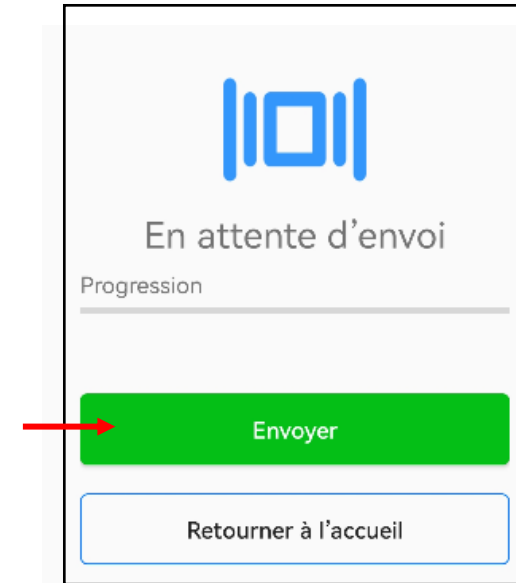 En attente d’envoi
Progression
Envoyer
Retourner à l’accueil